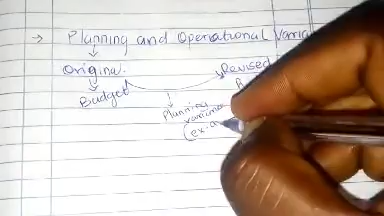 → Planning and Operational Varia
Original Revised
Budget
Planning
variance
(ex-a